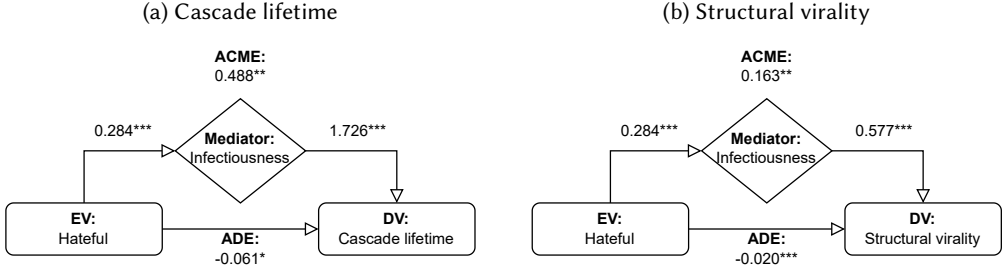 (a) Cascade lifetime
ACME:
0.488**
0.284***
Mediator:
Infectiousness
1.726***
EV:
Hateful
ADE:
-0.061*
DV:
Cascade lifetime
(b) Structural virality
ACME:
0.163**
0.284***
Mediator:
Infectiousness
0.577***
EV:
Hateful
ADE:
-0.020***
DV:
Structural virality